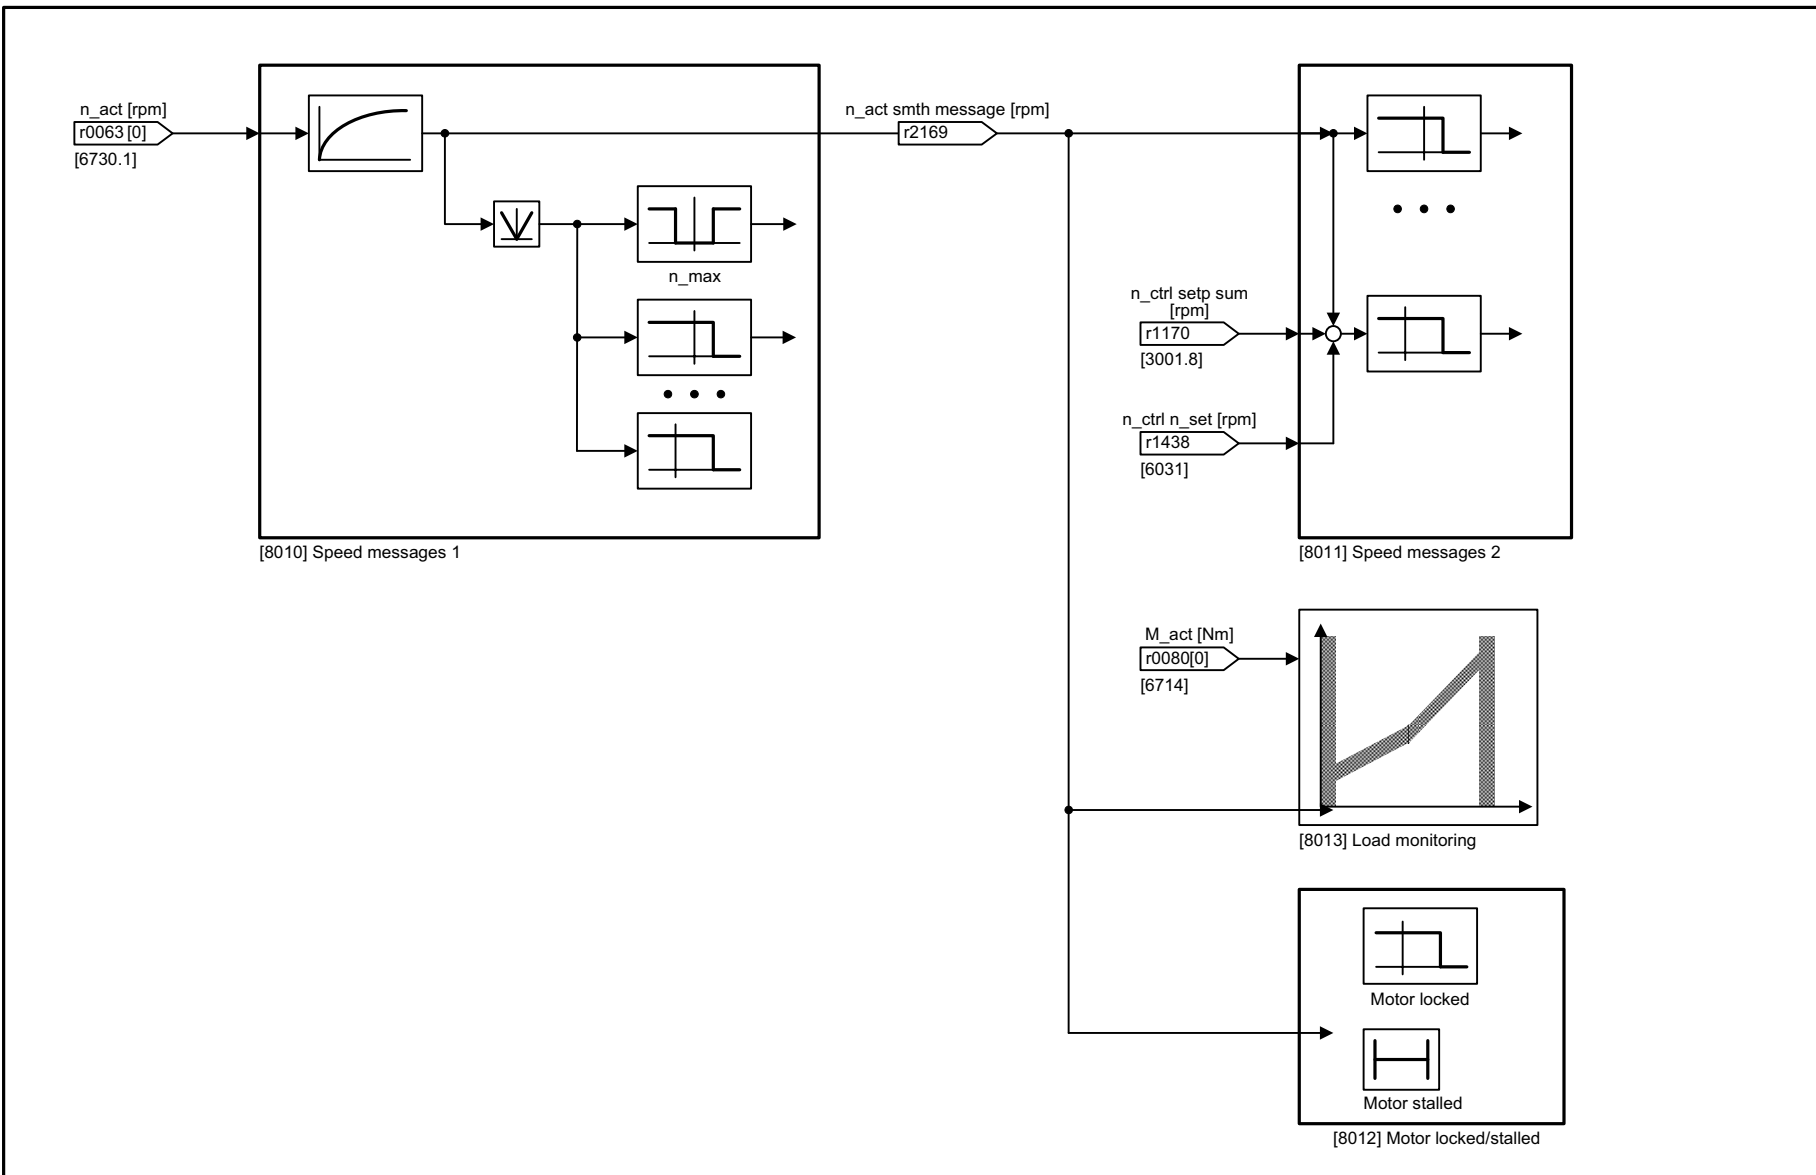 n_act [rpm]
r0063 [0]
[6730.1]
n_max
[8010] Speed messages 1
n_act smth message [rpm]
r2169
n_ctrl setp sum
[rpm]
r1170
[3001.8]
n_ctrl n_set [rpm]
r1438
[6031]
[8011] Speed messages 2
M_act [Nm]
r0080[0]
[6714]
[8013] Load monitoring
Motor locked
Motor stalled
[8012] Motor locked/stalled